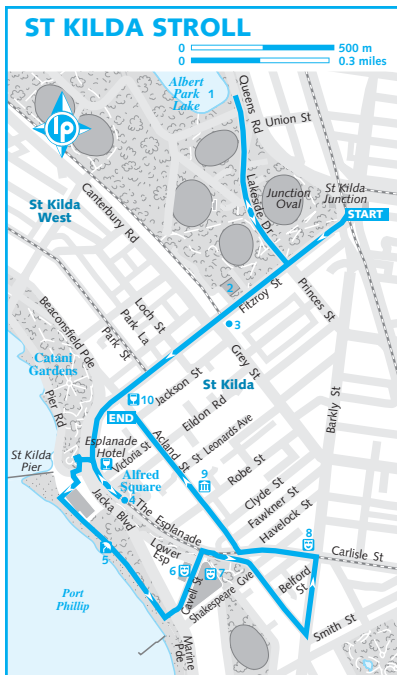 ST KILDA STROLL
0 500 m
0 0.3 miles
Albert
Park
Lake
1
Queens Rd
Union St
lp
St Kilda
West
Canterbury Rd
Lakeside Dr
Junction
Oval
St Kilda
Junction
START
2
Fitzroy St
Princes St
3
Beaconsfield Pde
Loch St
Park La
Park St
Grey St
Catani
Gardens
Pier Rd
Jackson St
St Kilda
Barkly St
10
END
Eildon Rd
Esplanade
Hotel
Victoria St
Acland St
St Leonards Ave
St Kilda
Pier
Alfred
Square
9
Robe St
4
Jacka Blvd
The Esplanade
Clyde St
Fawkner St
Havelock St
8
5
Lower
Esp
Carlisle St
6
7
Cavell St
Shakespeare Gve
Belford
St
Port
Phillip
Marine
Pde
Smith St